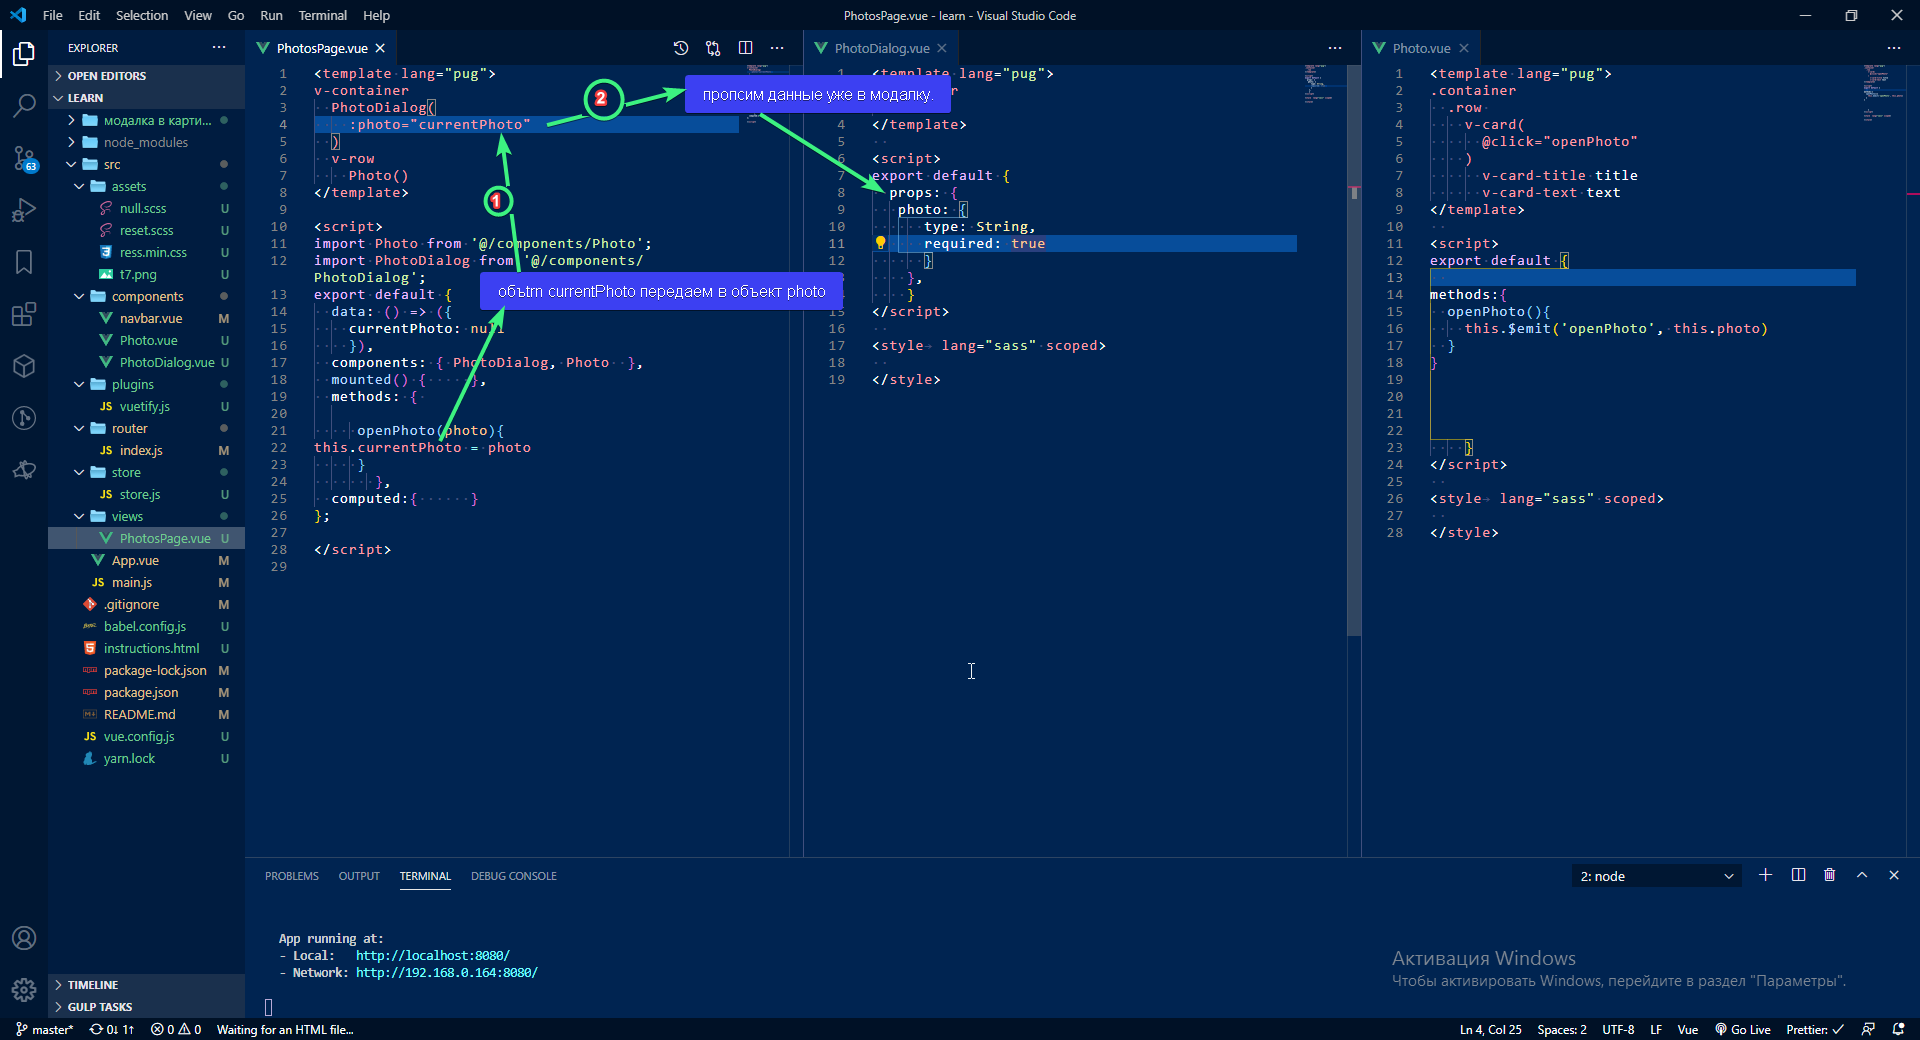 File Edit Selection View Go Run Terminal Help
PhotosPage.vue - learn - Visual Studio Code
EXPLORER
OPEN EDITORS
LEARN
модалка в карти...
node_modules
src
assets
null.scss U
reset.scss U
ress.min.css U
t7.png U
components
navbar.vue M
Photo.vue U
PhotoDialog.vue U
plugins
vuetify.js U
router
index.js M
store
store.js U
views
PhotosPage.vue U
App.vue M
main.js M
.gitignore M
babel.config.js U
instructions.html U
package-lock.json M
package.json M
README.md M
vue.config.js U
yarn.lock U
TIMELINE
GULP TASKS
63
PhotosPage.vue
1 <template lang="pug">
2 v-container
3 PhotoDialog(
4 :photo="currentPhoto"
5 )
6 v-row
7 Photo()
8 </template>
9
10 <script>
11 import Photo from '@/components/Photo';
12 import PhotoDialog from '@/components/
PhotoDialog';
13 export default {
14 data: () => ({
15 currentPhoto: null
16 }),
17 components: { PhotoDialog, Photo },
18 mounted() { },
19 methods: {
20
21 openPhoto(photo){
22 this.currentPhoto = photo
23 }
24 },
25 computed:{ }
26 };
27
28 </script>
29
1
2
объtrn currentPhoto передаем в объект photo
пропсим данные уже в модалку.
PhotoDialog.vue
1 <template lang="pug">
4 </template>
5
6 <script>
7 export default {
8 props: {
9 photo: {
10 type: String,
11 required: true
12 }
},
}
15 </script>
16
17 <style lang="sass" scoped>
18
19 </style>
Photo.vue
1 <template lang="pug">
2 .container
3 .row
4 v-card(
5 @click="openPhoto"
6 )
7 v-card-title title
8 v-card-text text
9 </template>
10
11 <script>
12 export default {
13
14 methods:{
15 openPhoto(){
16 this.$emit('openPhoto', this.photo)
17 }
18 }
19
20
21
22
23 }
24 </script>
25
26 <style lang="sass" scoped>
27
28 </style>
PROBLEMS OUTPUT TERMINAL DEBUG CONSOLE
2: node
App running at:
- Local: http://localhost:8080/
- Network: http://192.168.0.164:8080/
Активация Windows
Чтобы активировать Windows, перейдите в раздел "Параметры".
master* 0↓ 1↑ 0 0 Waiting for an HTML file...
Ln 4, Col 25 Spaces: 2 UTF-8 LF Vue Go Live Prettier: ✓